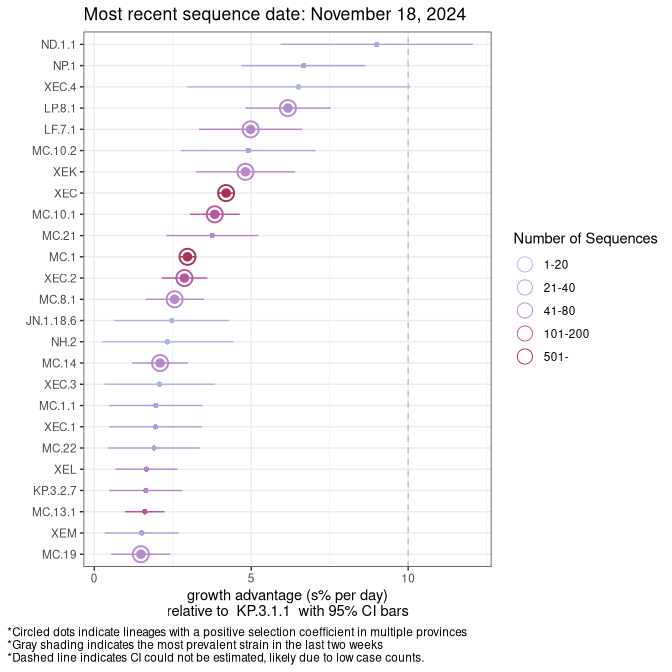 Most recent sequence date: November 18, 2024
ND.1.1
NP.1
XEC.4
LP.8.1
LF.7.1
MC.10.2
XEK
XEC
MC.10.1
MC.21
MC.1
XEC.2
MC.8.1
JN.1.18.6
NH.2
MC.14
XEC.3
MC.1.1
XEC.1
MC.22
XEL
KP.3.2.7
MC.13.1
XEM
MC.19
0 5 10
growth advantage (s% per day)
relative to KP.3.1.1 with 95% CI bars
Number of Sequences
1-20
21-40
41-80
101-200
501-
*Circled dots indicate lineages with a positive selection coefficient in multiple provinces
*Gray shading indicates the most prevalent strain in the last two weeks
*Dashed line indicates CI could not be estimated, likely due to low case counts.